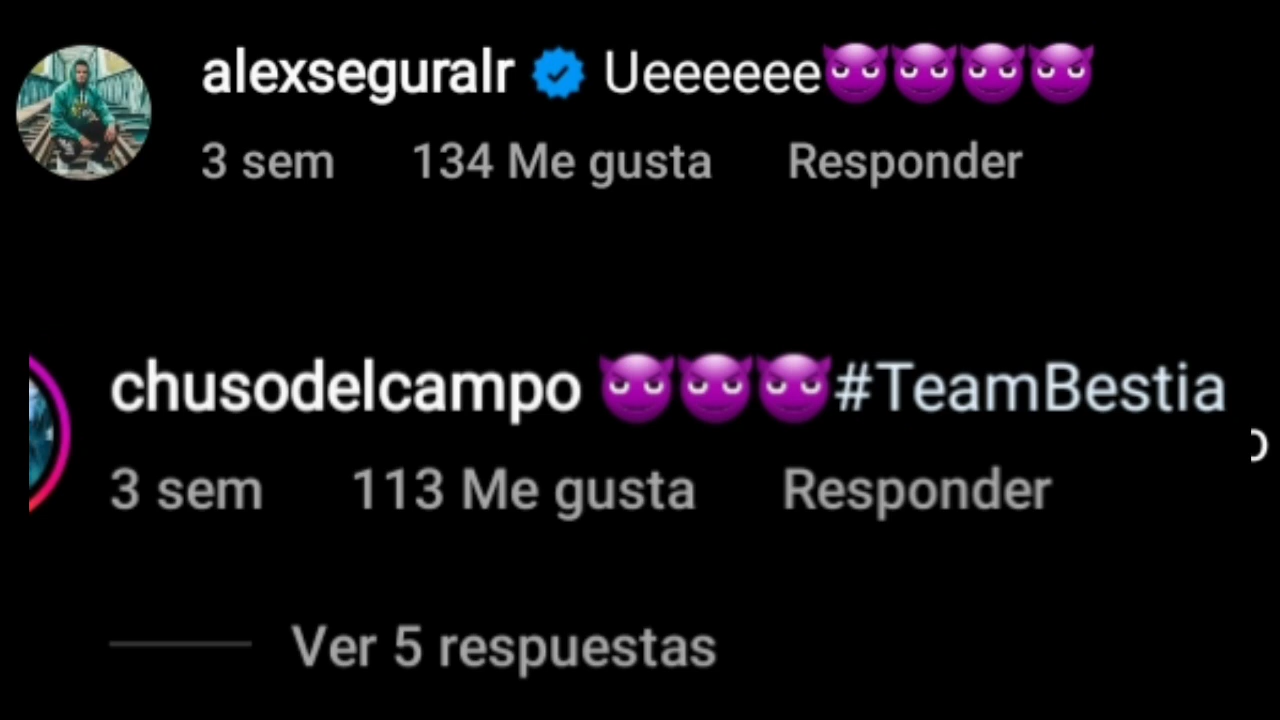 alexseguralr Ueeeeee😈😈😈😈
3 sem 134 Me gusta Responder
chusodelcampo 😈😈😈#TeamBestia
3 sem 113 Me gusta Responder
Ver 5 respuestas